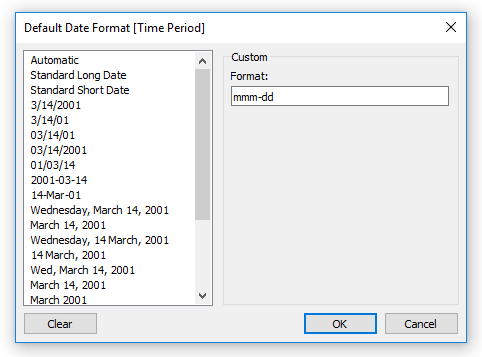 Default Date Format [Time Period]
Automatic
Standard Long Date
Standard Short Date
3/14/2001
3/14/01
03/14/01
03/14/2001
01/03/14
2001-03-14
14-Mar-01
Wednesday, March 14, 2001
March 14, 2001
Wednesday, 14 March, 2001
14 March, 2001
Wed, March 14, 2001
March 14, 2001
March 2001
Custom
Format:
mmm-dd
Clear
OK
Cancel